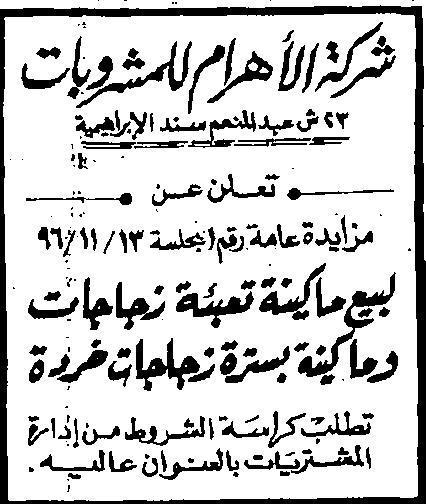 شركة الأهرام للمشروبات
٢٣ ش عبد المنعم سند الإبراهيمية
تعلن عن
مزايدة عامة رقم ١ بجلسة ٩٦/١١/١٣
لبيع ماكينة تعبئة زجاجات
وماكينة بسترة زجاجات خردة
تطلب كراسة الشروط من إدارة
المشتريات بالعنوان عاليه .